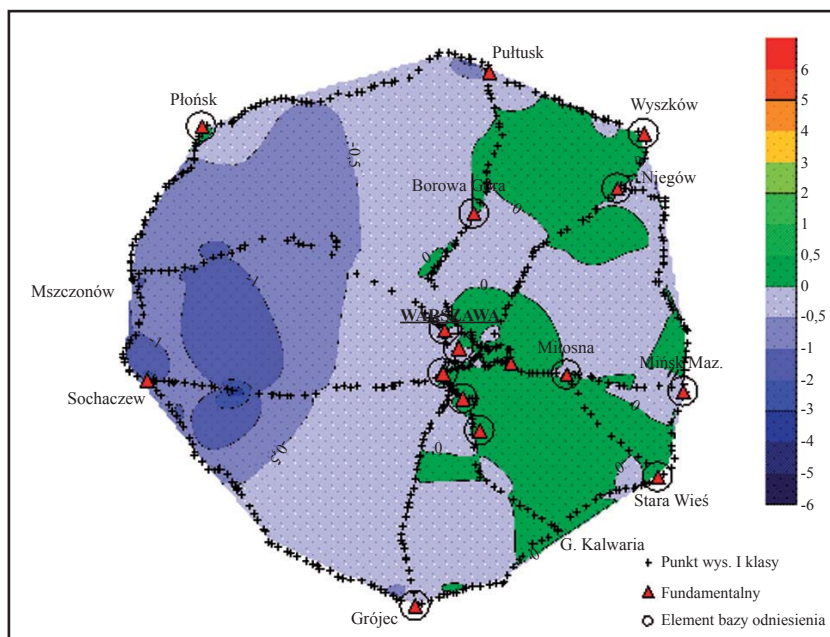 Pułtusk
Płońsk
Wyszków
-0,5
0
Niegów
Borowa Góra
0
0
-1
0
Mszczonów
WARSZAWA
-1
Miłosna
Mińsk Maz.
Sochaczew
0
-0,5
0
0
Stara Wieś
G. Kalwaria
0
Grójec
6
5
4
3
2
1
0,5
0
-0,5
-1
-2
-3
-4
-5
-6
Punkt wys. I klasy
Fundamentalny
Element bazy odniesienia